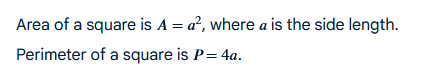 Area of a square is A = a², where a is the side length.
Perimeter of a square is P = 4a.